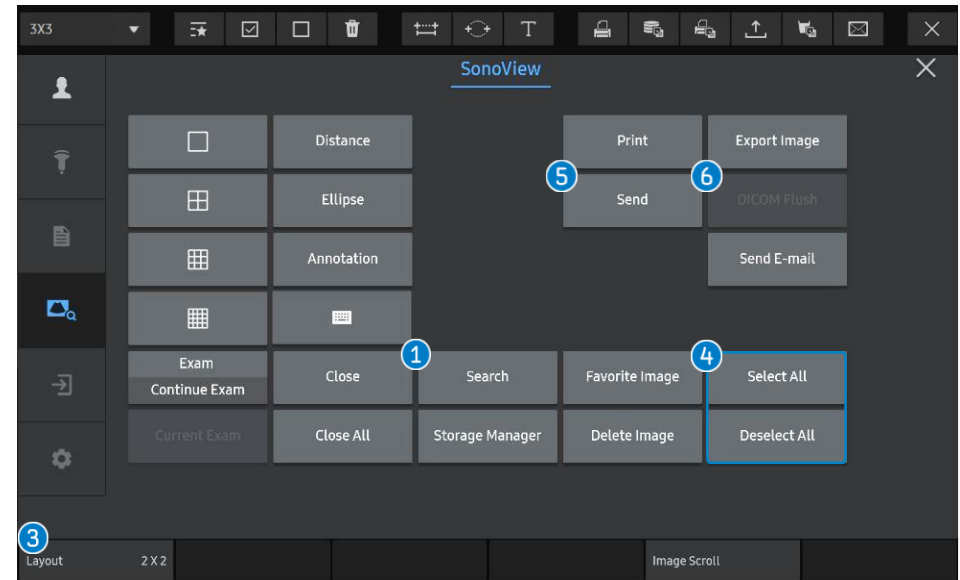 3X3
T
SonoView
Distance
Print
Export Image
5
6
Ellipse
Send
DICOM Flush
Annotation
Send E-mail
1
4
Exam
Continue Exam
Close
Search
Favorite Image
Select All
Current Exam
Close All
Storage Manager
Delete Image
Deselect All
3
Layout
2 X 2
Image Scroll